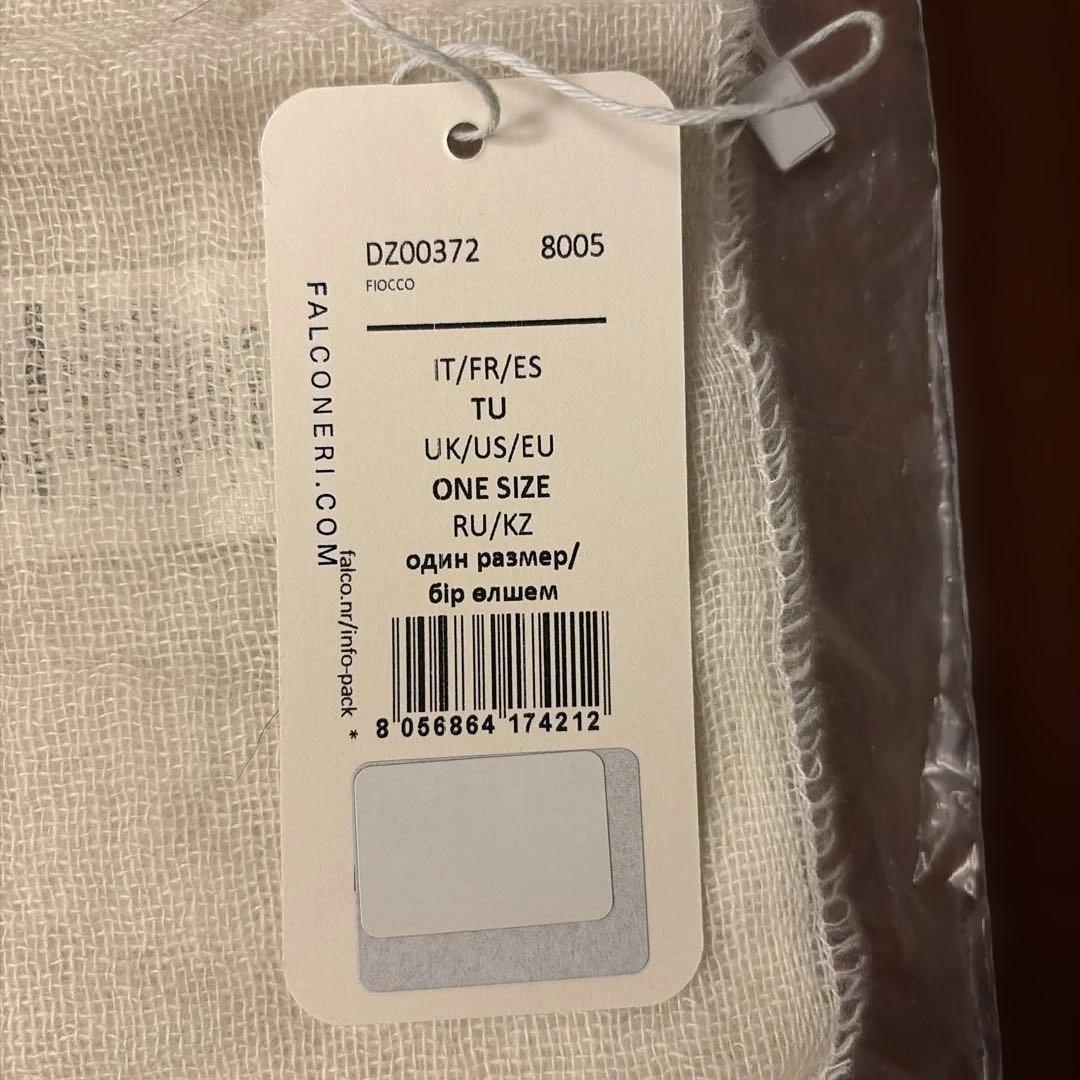 DZ00372 8005
FIOCCO
IT/FR/ES
TU
UK/US/EU
ONE SIZE
RU/KZ
один размер/
бір өлшем
8 056864 174212
FALCONERI.COM
falco.nr/info-pack *